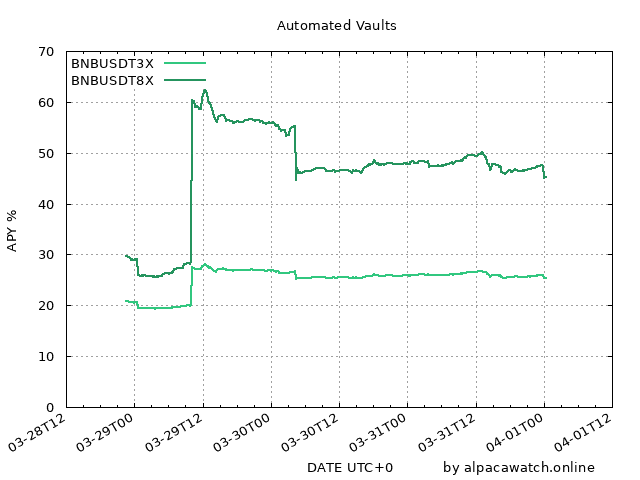 Automated Vaults
BNBUSDT3X
BNBUSDT8X
APY %
70
60
50
40
30
20
10
0
03-28T12
03-29T00
03-29T12
03-30T00
03-30T12
03-31T00
03-31T12
04-01T00
04-01T12
DATE UTC+0
by alpacawatch.online